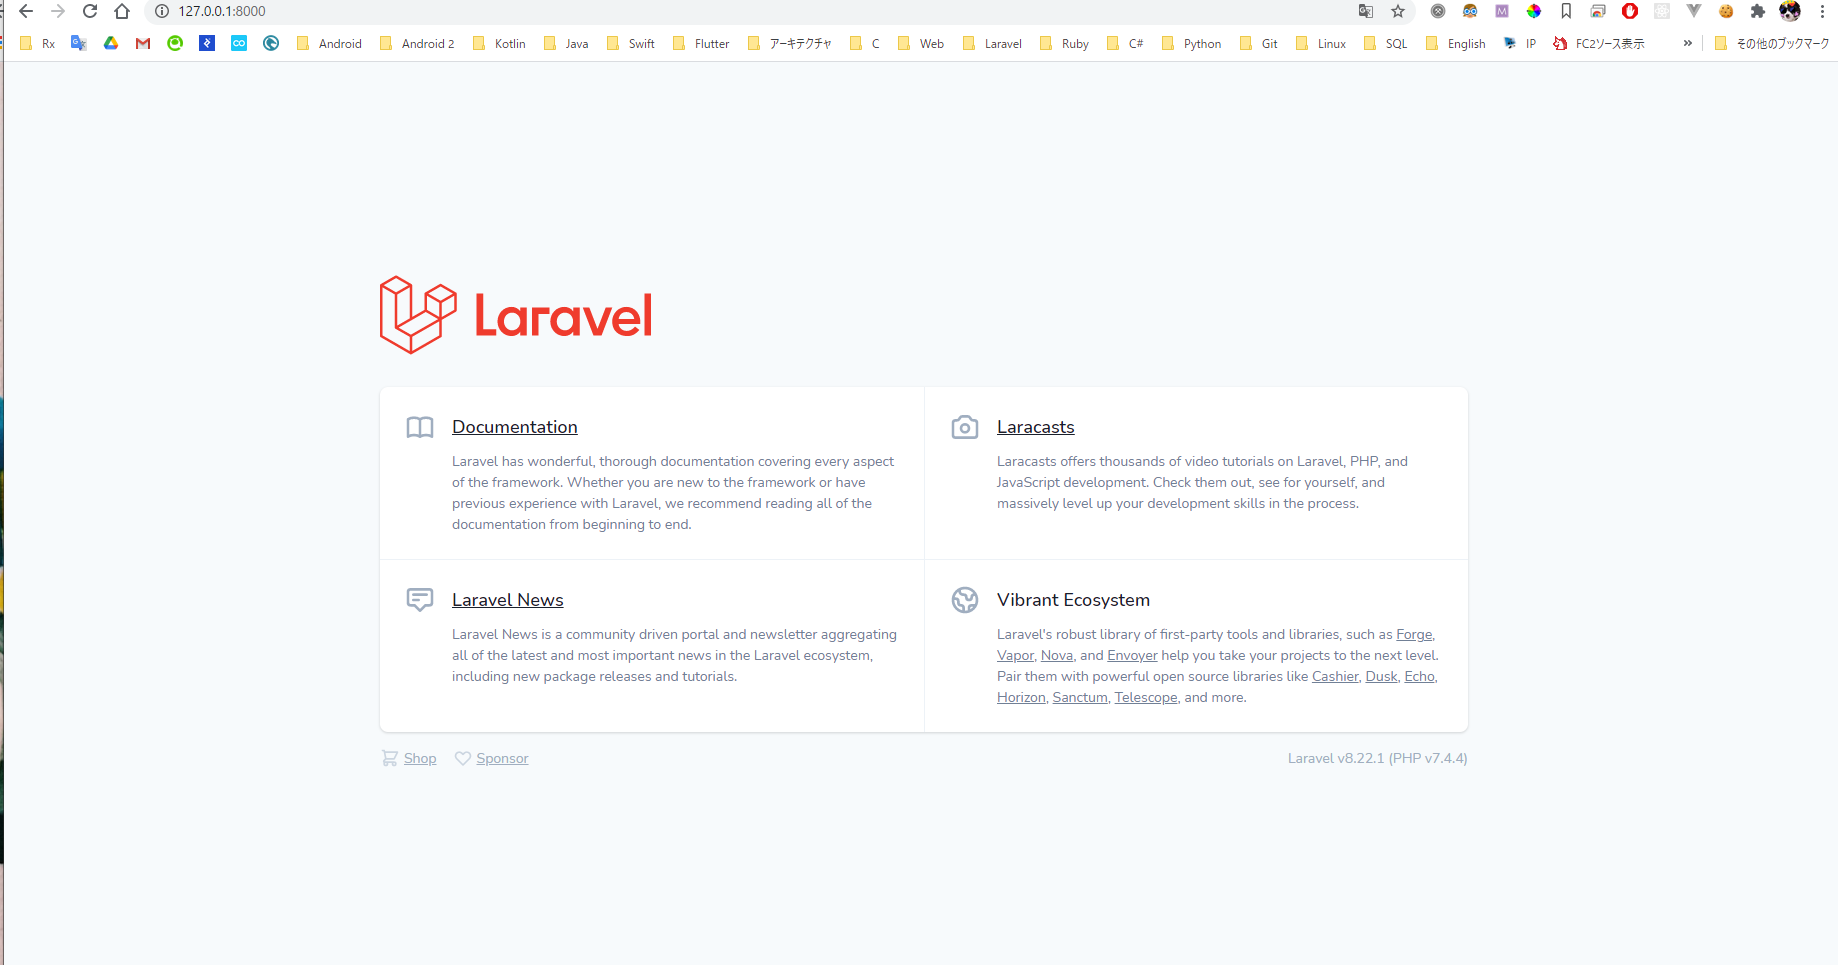 127.0.0.1:8000
Rx Android Android 2 Kotlin Java Swift Flutter アーキテクチャ C Web Laravel Ruby C# Python Git Linux SQL English IP FC2ソース表示 » その他のブックマーク
Laravel
Documentation
Laravel has wonderful, thorough documentation covering every aspect
of the framework. Whether you are new to the framework or have
previous experience with Laravel, we recommend reading all of the
documentation from beginning to end.
Laracasts
Laracasts offers thousands of video tutorials on Laravel, PHP, and
JavaScript development. Check them out, see for yourself, and
massively level up your development skills in the process.
Laravel News
Laravel News is a community driven portal and newsletter aggregating
all of the latest and most important news in the Laravel ecosystem,
including new package releases and tutorials.
Vibrant Ecosystem
Laravel's robust library of first-party tools and libraries, such as Forge,
Vapor, Nova, and Envoyer help you take your projects to the next level.
Pair them with powerful open source libraries like Cashier, Dusk, Echo,
Horizon, Sanctum, Telescope, and more.
Shop Sponsor
Laravel v8.22.1 (PHP v7.4.4)